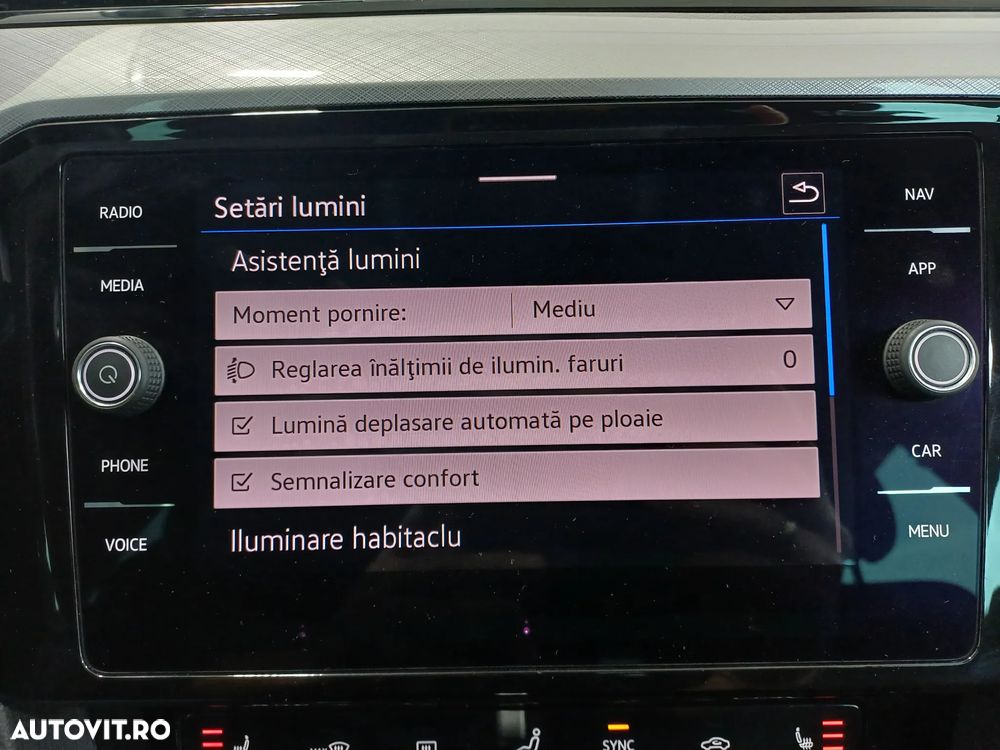 RADIO
MEDIA
PHONE
VOICE
Setări lumini
Asistenţă lumini
Moment pornire: Mediu
Reglarea înălţimii de ilumin. faruri 0
Lumină deplasare automată pe ploaie
Semnalizare confort
Iluminare habitaclu
NAV
APP
CAR
MENU
SYNC
AUTOVIT.RO